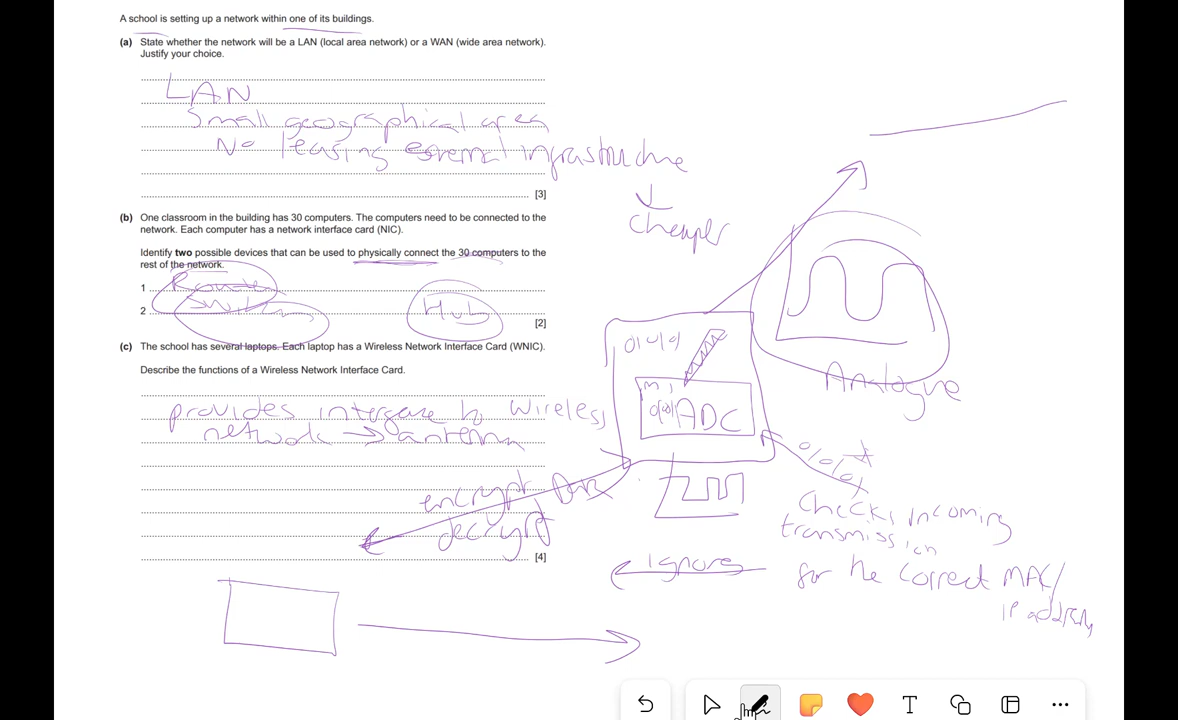 A school is setting up a network within one of its buildings.
(a) State whether the network will be a LAN (local area network) or a WAN (wide area network).
Justify your choice.
LAN
Small geographical area
No leasing external infrastructure
cheaper
[3]
(b) One classroom in the building has 30 computers. The computers need to be connected to the
network. Each computer has a network interface card (NIC).
Identify two possible devices that can be used to physically connect the 30 computers to the
rest of the network.
1 Router
2 Switch
Hub
[2]
(c) The school has several laptops. Each laptop has a Wireless Network Interface Card (WNIC).
Describe the functions of a Wireless Network Interface Card.
provides interface to wireless
network → antenna
encrypt
decrypt
[4]
ADC
Analogue
Checks incoming
transmission
for the correct MAC/
IP address
Ignore
T